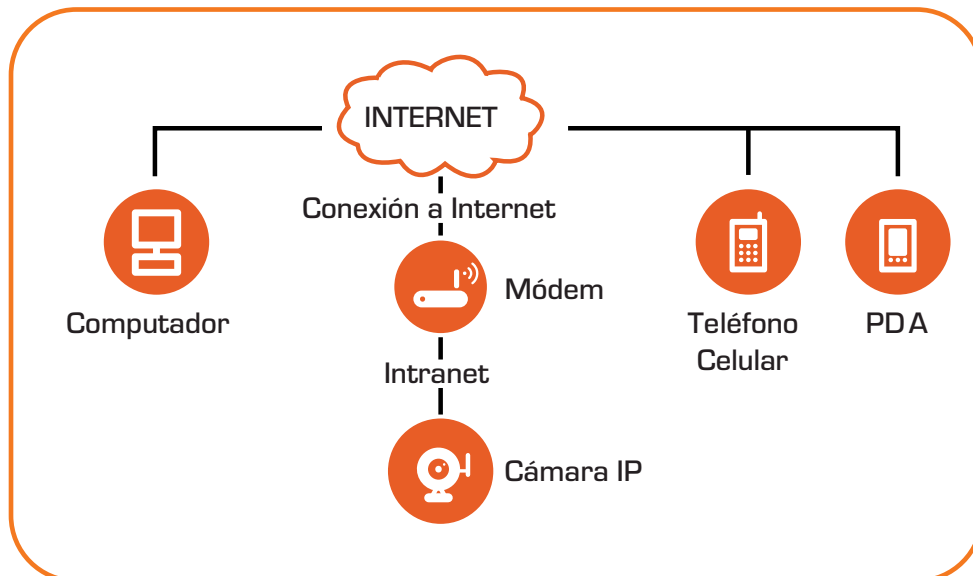 INTERNET
Conexión a Internet
Módem
Computador
Teléfono
Celular
PDA
Intranet
Cámara IP